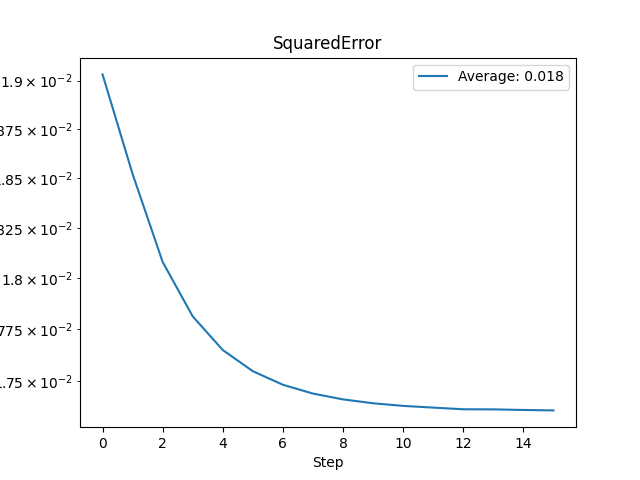 SquaredError
Average: 0.018
1.9 × 10⁻²
875 × 10⁻²
1.85 × 10⁻²
825 × 10⁻²
1.8 × 10⁻²
775 × 10⁻²
1.75 × 10⁻²
0 2 4 6 8 10 12 14
Step